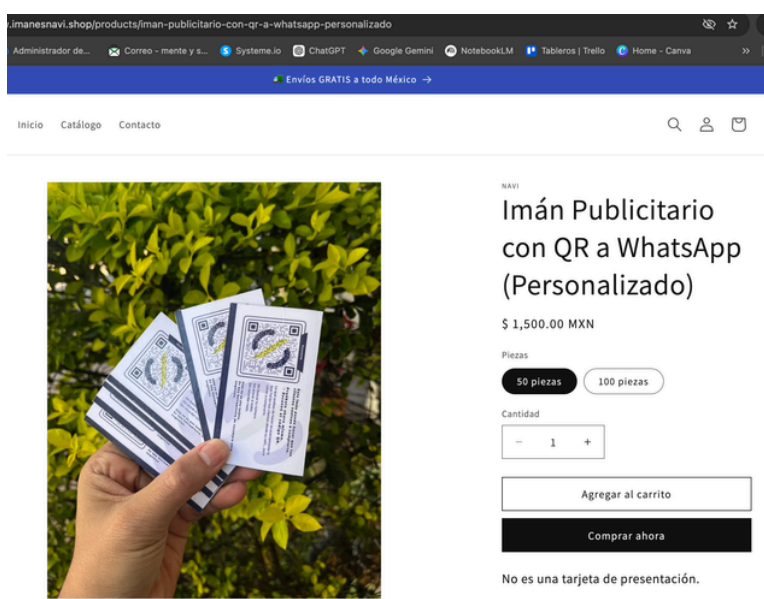 .imanesnavi.shop/products/iman-publicitario-con-qr-a-whatsapp-personalizado
Administrador de...
Correo - mente y s...
Systeme.io
ChatGPT
Google Gemini
NotebookLM
Tableros | Trello
Home - Canva
»
Envíos GRATIS a todo México →
Inicio
Catálogo
Contacto
NAVI
Imán Publicitario
con QR a WhatsApp
(Personalizado)
$ 1,500.00 MXN
Piezas
50 piezas
100 piezas
Cantidad
− 1 +
Agregar al carrito
Comprar ahora
No es una tarjeta de presentación.